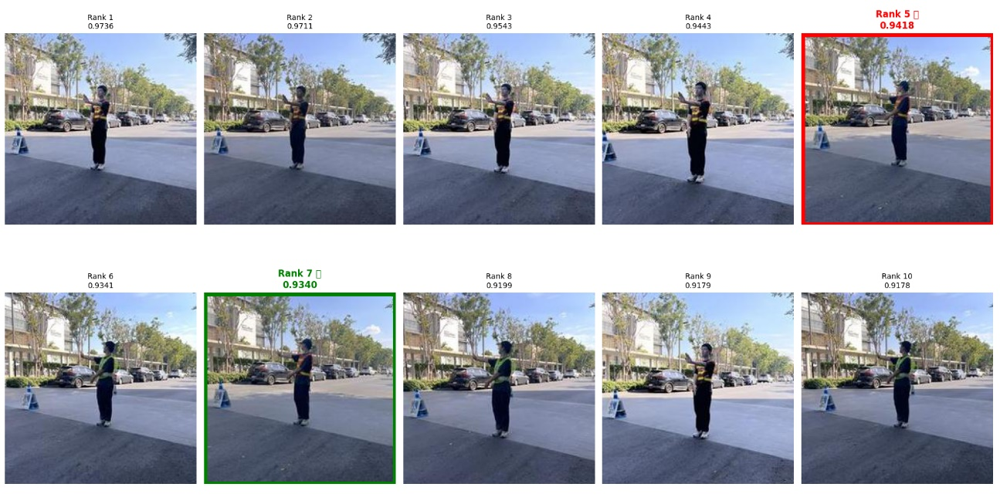 Rank 1
0.9736
Rank 2
0.9711
Rank 3
0.9543
Rank 4
0.9443
Rank 5 
0.9418
Rank 6
0.9341
Rank 7 
0.9340
Rank 8
0.9199
Rank 9
0.9179
Rank 10
0.9178